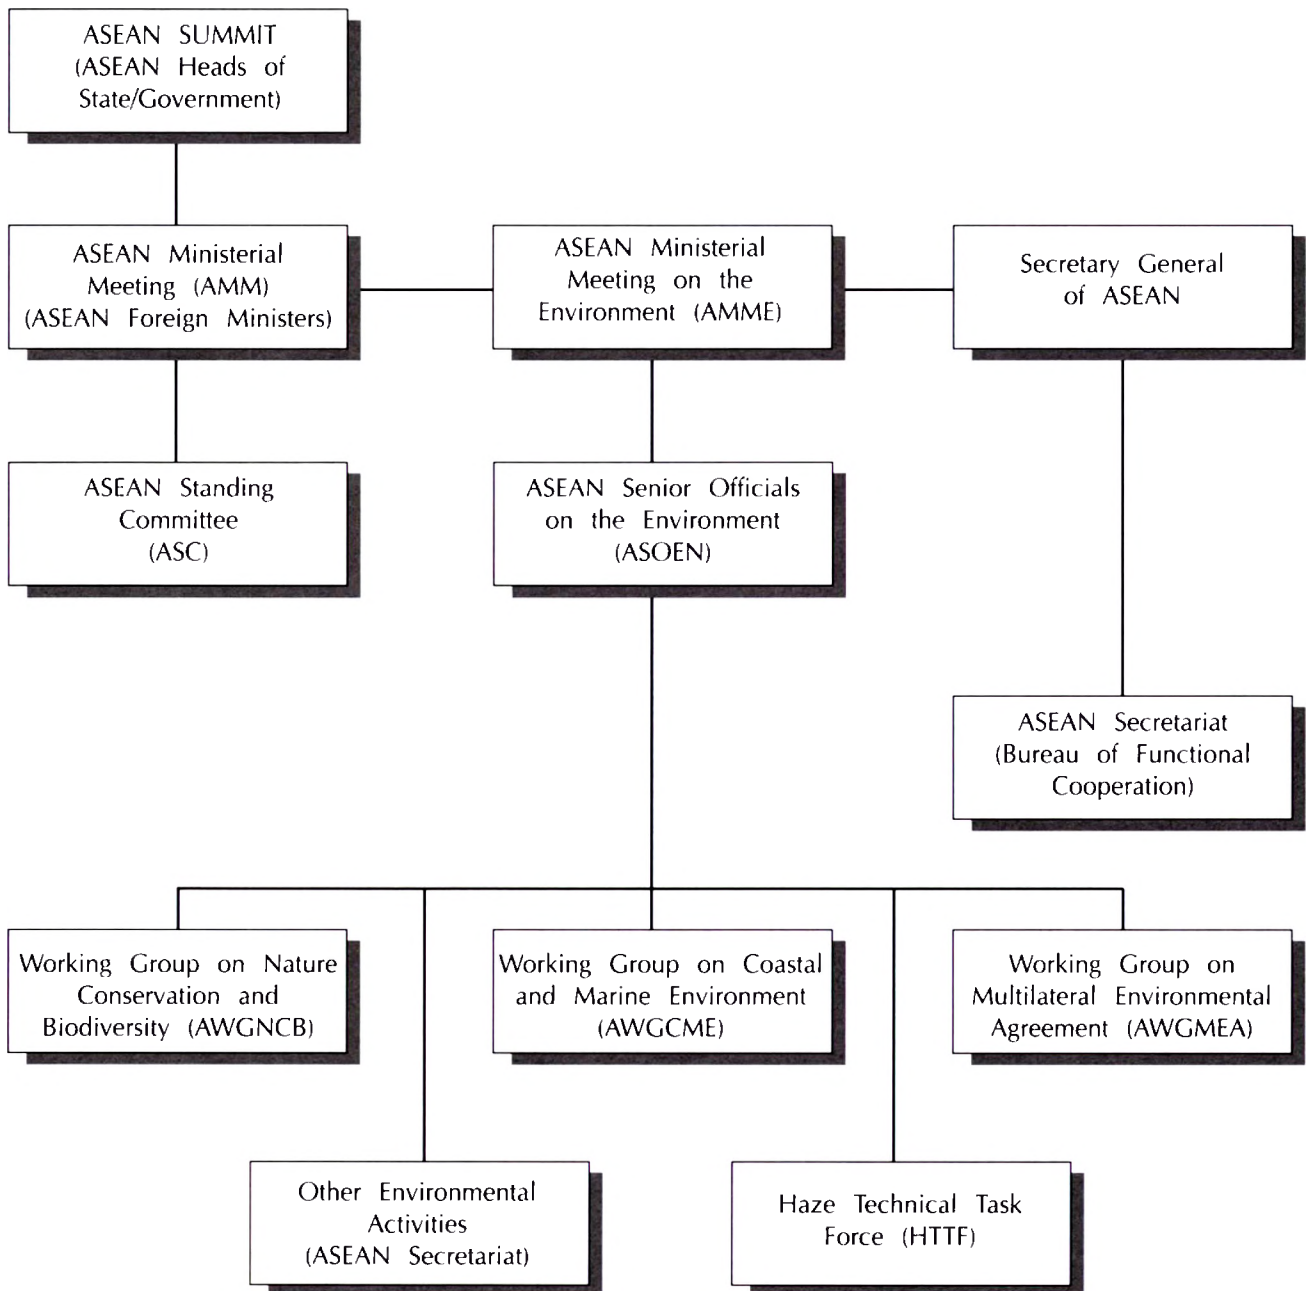 ASEAN SUMMIT
(ASEAN Heads of
State/Government)
ASEAN Ministerial
Meeting (AMM)
(ASEAN Foreign Ministers)
ASEAN Ministerial
Meeting on the
Environment (AMME)
Secretary General
of ASEAN
ASEAN Standing
Committee
(ASC)
ASEAN Senior Officials
on the Environment
(ASOEN)
ASEAN Secretariat
(Bureau of Functional
Cooperation)
Working Group on Nature
Conservation and
Biodiversity (AWGNCB)
Working Group on Coastal
and Marine Environment
(AWGCME)
Working Group on
Multilateral Environmental
Agreement (AWGMEA)
Other Environmental
Activities
(ASEAN Secretariat)
Haze Technical Task
Force (HTTF)